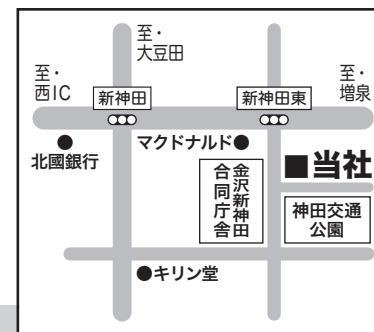 至・
大豆田
至・
西IC
新神田
新神田東
至・
増泉
●
北國銀行
マクドナルド●
■当社
金沢新神田
合同庁舎
神田交通
公園
●キリン堂